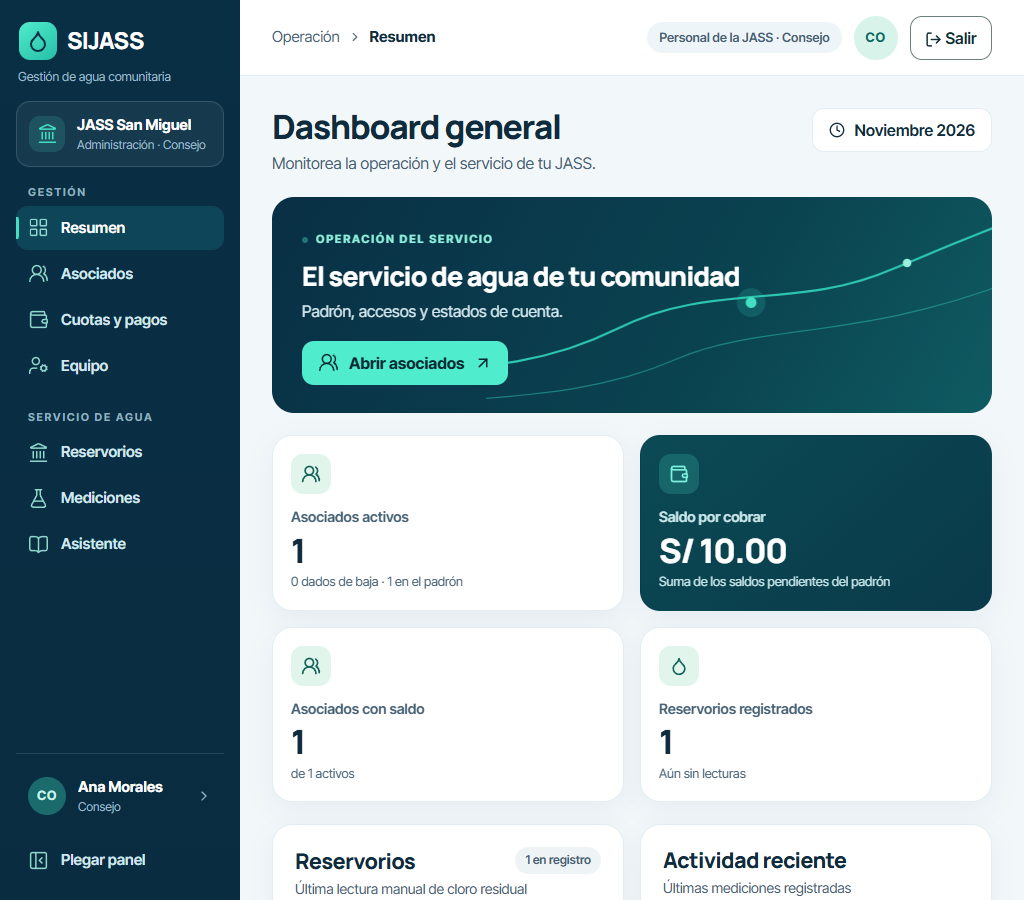 SIJASS
Gestión de agua comunitaria
JASS San Miguel
Administración · Consejo
GESTIÓN
Resumen
Asociados
Cuotas y pagos
Equipo
SERVICIO DE AGUA
Reservorios
Mediciones
Asistente
CO
Ana Morales
Consejo
Plegar panel
Operación > Resumen
Personal de la JASS · Consejo
CO
Salir
Dashboard general
Monitorea la operación y el servicio de tu JASS.
Noviembre 2026
OPERACIÓN DEL SERVICIO
El servicio de agua de tu comunidad
Padrón, accesos y estados de cuenta.
Abrir asociados
Asociados activos
1
0 dados de baja · 1 en el padrón
Saldo por cobrar
S/ 10.00
Suma de los saldos pendientes del padrón
Asociados con saldo
1
de 1 activos
Reservorios registrados
1
Aún sin lecturas
Reservorios
1 en registro
Última lectura manual de cloro residual
Actividad reciente
Últimas mediciones registradas